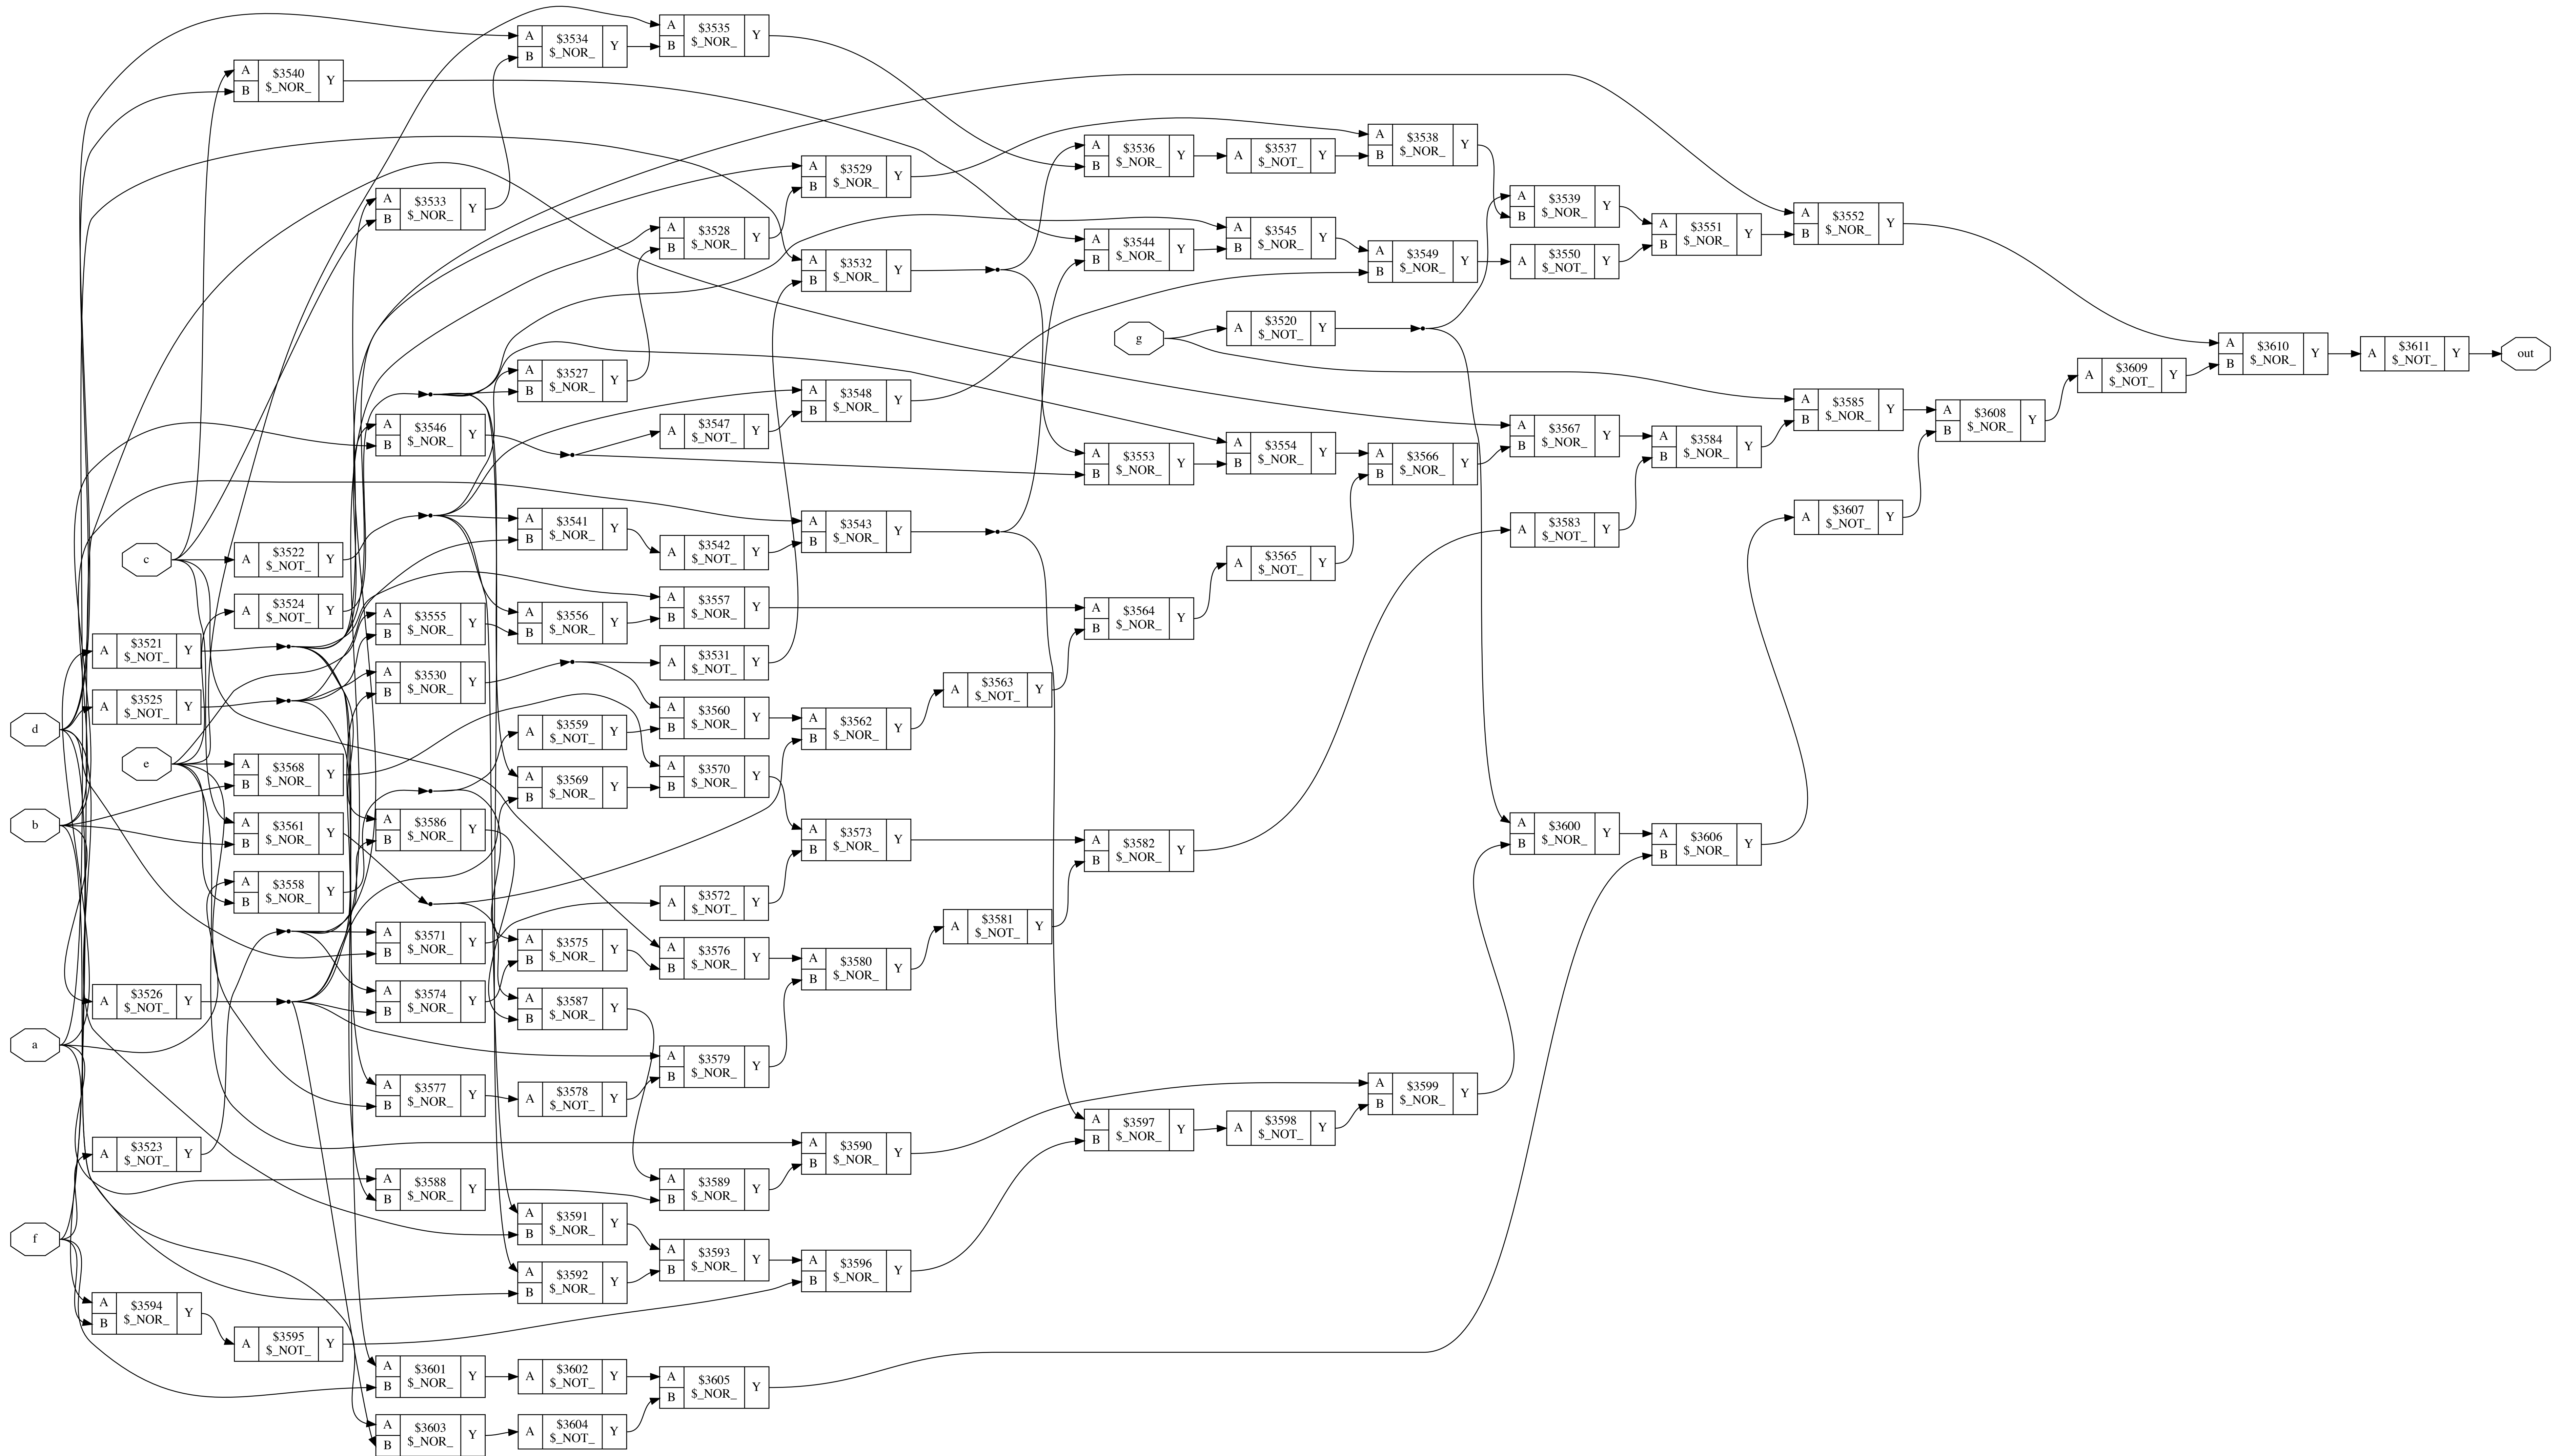 d
b
a
f
A $3521 Y
$_NOT_
A $3525 Y
$_NOT_
A $3526 Y
$_NOT_
A $3523 Y
$_NOT_
A $3594 Y
B $_NOR_
c
e
A $3540 Y
B $_NOR_
A $3522 Y
$_NOT_
A $3524 Y
$_NOT_
A $3568 Y
B $_NOR_
A $3561 Y
B $_NOR_
A $3558 Y
B $_NOR_
A $3595 Y
$_NOT_
A $3533 Y
B $_NOR_
A $3546 Y
B $_NOR_
A $3555 Y
B $_NOR_
A $3530 Y
B $_NOR_
A $3586 Y
B $_NOR_
A $3571 Y
B $_NOR_
A $3574 Y
B $_NOR_
A $3577 Y
B $_NOR_
A $3588 Y
B $_NOR_
A $3601 Y
B $_NOR_
A $3603 Y
B $_NOR_
A $3534 Y
B $_NOR_
A $3527 Y
B $_NOR_
A $3541 Y
B $_NOR_
A $3556 Y
B $_NOR_
A $3559 Y
$_NOT_
A $3569 Y
B $_NOR_
A $3575 Y
B $_NOR_
A $3587 Y
B $_NOR_
A $3578 Y
$_NOT_
A $3591 Y
B $_NOR_
A $3592 Y
B $_NOR_
A $3602 Y
$_NOT_
A $3604 Y
$_NOT_
A $3535 Y
B $_NOR_
A $3528 Y
B $_NOR_
A $3547 Y
$_NOT_
A $3542 Y
$_NOT_
A $3557 Y
B $_NOR_
A $3531 Y
$_NOT_
A $3560 Y
B $_NOR_
A $3570 Y
B $_NOR_
A $3572 Y
$_NOT_
A $3576 Y
B $_NOR_
A $3579 Y
B $_NOR_
A $3589 Y
B $_NOR_
A $3593 Y
B $_NOR_
A $3605 Y
B $_NOR_
A $3529 Y
B $_NOR_
A $3532 Y
B $_NOR_
A $3548 Y
B $_NOR_
A $3543 Y
B $_NOR_
A $3562 Y
B $_NOR_
A $3573 Y
B $_NOR_
A $3580 Y
B $_NOR_
A $3590 Y
B $_NOR_
A $3596 Y
B $_NOR_
A $3563 Y
$_NOT_
A $3581 Y
$_NOT_
A $3536 Y
B $_NOR_
A $3544 Y
B $_NOR_
g
A $3553 Y
B $_NOR_
A $3564 Y
B $_NOR_
A $3582 Y
B $_NOR_
A $3597 Y
B $_NOR_
A $3537 Y
$_NOT_
A $3545 Y
B $_NOR_
A $3520 Y
$_NOT_
A $3554 Y
B $_NOR_
A $3565 Y
$_NOT_
A $3598 Y
$_NOT_
A $3538 Y
B $_NOR_
A $3549 Y
B $_NOR_
A $3566 Y
B $_NOR_
A $3599 Y
B $_NOR_
A $3539 Y
B $_NOR_
A $3550 Y
$_NOT_
A $3567 Y
B $_NOR_
A $3583 Y
$_NOT_
A $3600 Y
B $_NOR_
A $3551 Y
B $_NOR_
A $3584 Y
B $_NOR_
A $3606 Y
B $_NOR_
A $3552 Y
B $_NOR_
A $3585 Y
B $_NOR_
A $3607 Y
$_NOT_
A $3608 Y
B $_NOR_
A $3609 Y
$_NOT_
A $3610 Y
B $_NOR_
A $3611 Y
$_NOT_
out